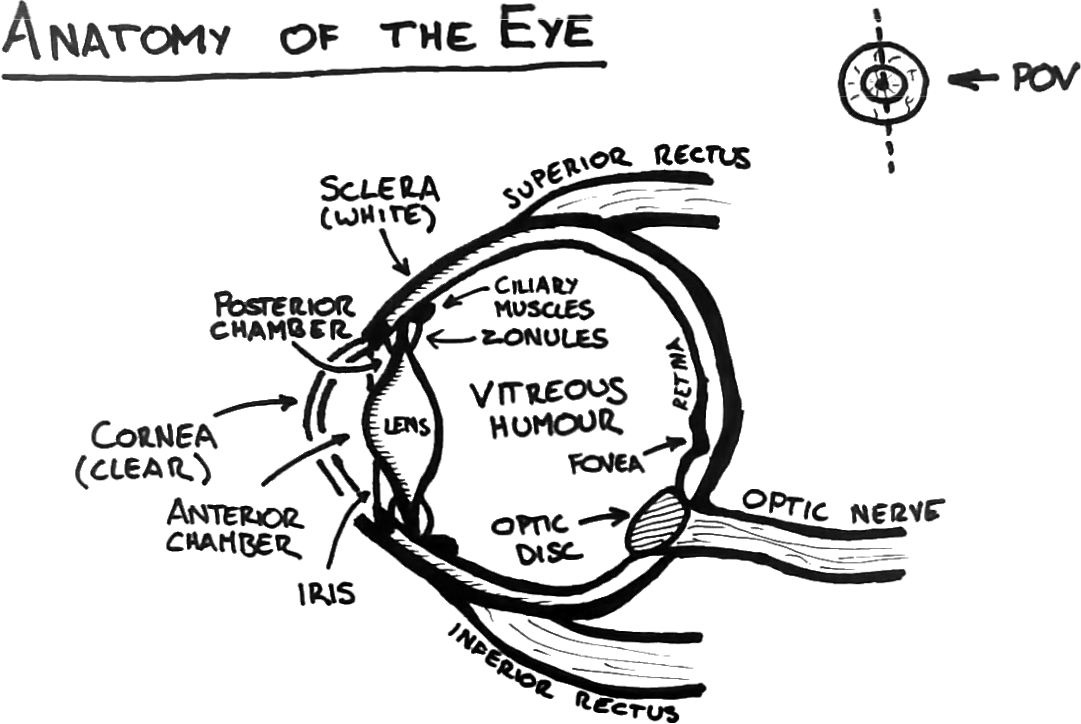 ANATOMY OF THE EYE
POV
SUPERIOR RECTUS
SCLERA
(WHITE)
CILIARY
MUSCLES
POSTERIOR
CHAMBER
ZONULES
RETINA
VITREOUS
HUMOUR
LENS
CORNEA
(CLEAR)
FOVEA
ANTERIOR
CHAMBER
OPTIC NERVE
OPTIC
DISC
IRIS
INFERIOR RECTUS